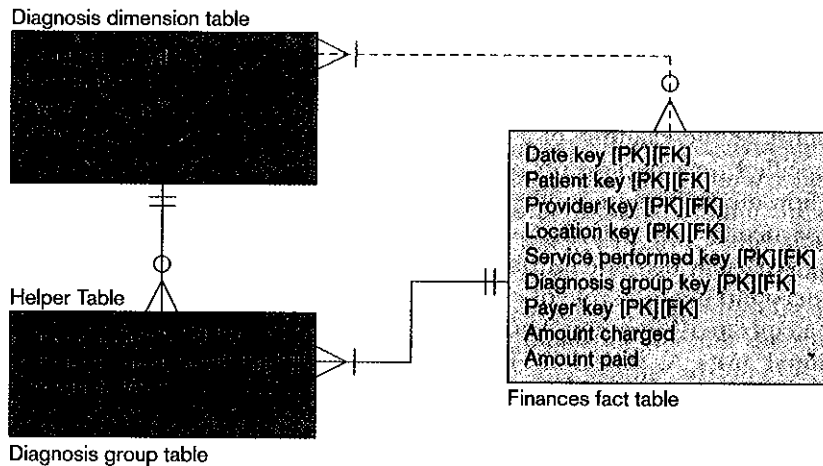 Diagnosis dimension table
Date key [PK][FK]
Patient key [PK][FK]
Provider key [PK][FK]
Location key [PK][FK]
Service performed key [PK][FK]
Diagnosis group key [PK][FK]
Payer key [PK][FK]
Amount charged
Amount paid
Finances fact table
Helper Table
Diagnosis group table